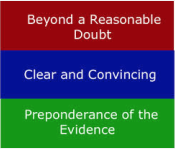 Beyond a Reasonable
Doubt
Clear and Convincing
Preponderance of the
Evidence